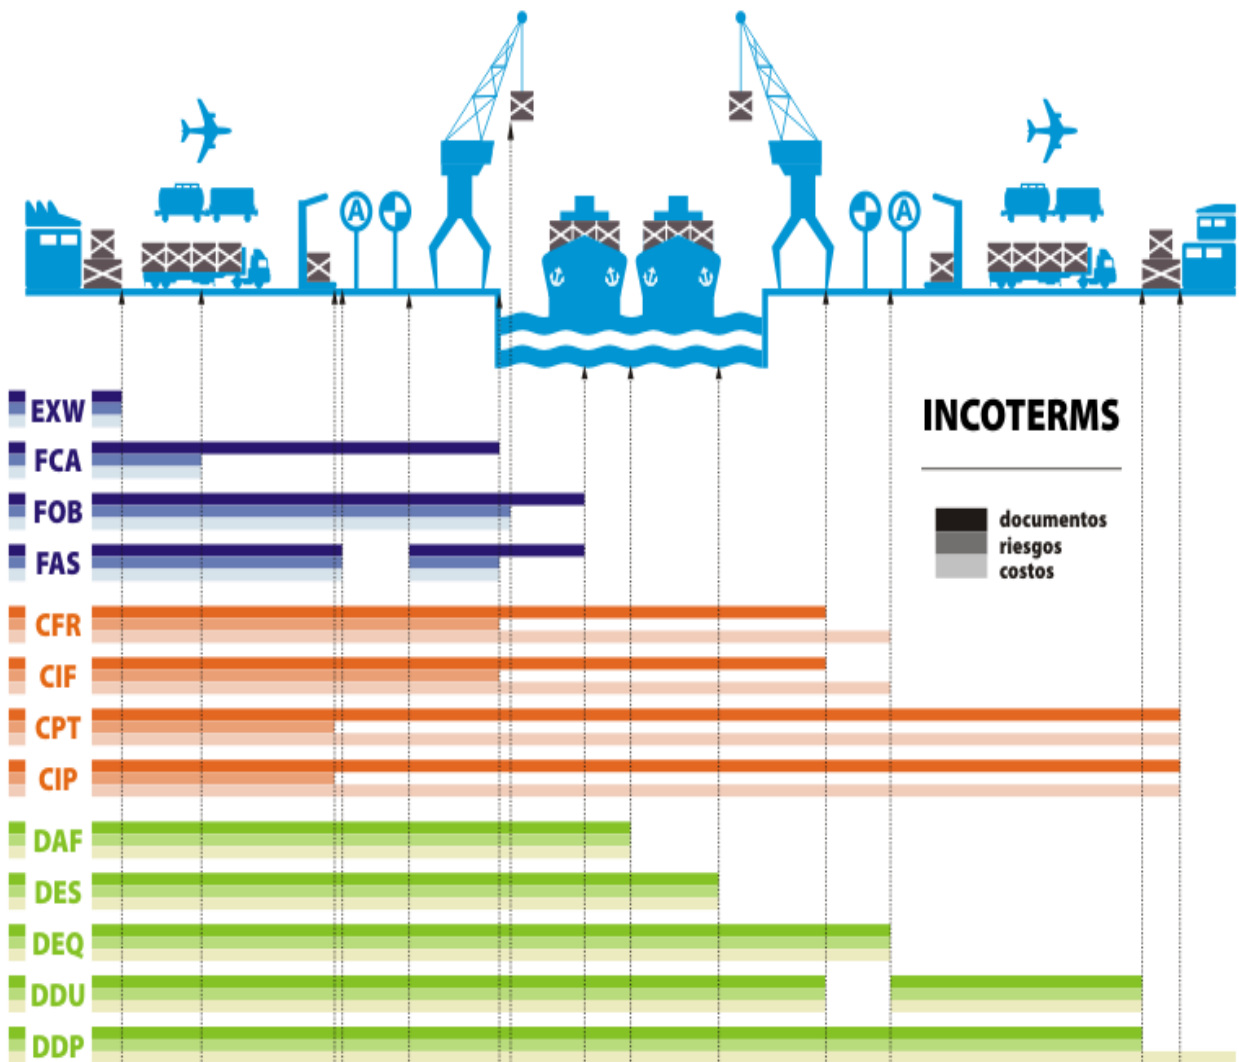 A
A
EXW
INCOTERMS
FCA
documentos
riesgos
costos
FOB
FAS
CFR
CIF
CPT
CIP
DAF
DES
DEQ
DDU
DDP